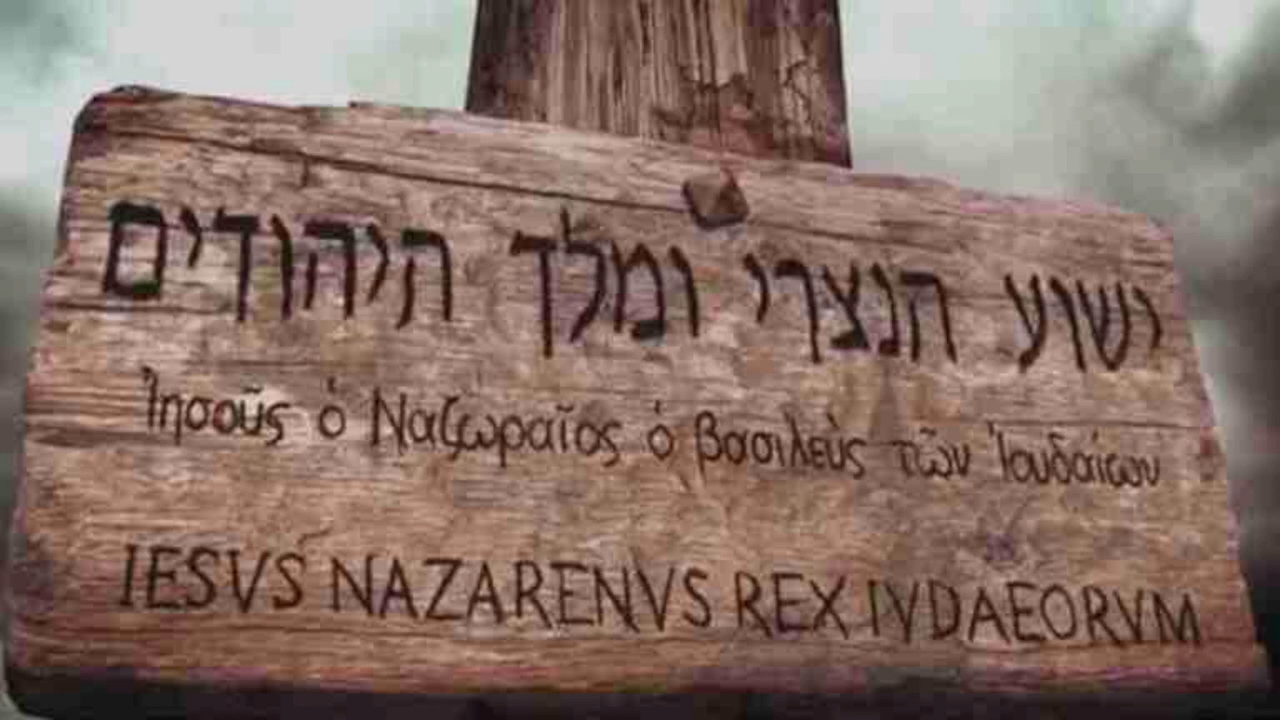 ישוע הנצרי ומלך היהודים
Ἰησοῦς ὁ Ναζωραῖος ὁ βασιλεὺς τῶν Ἰουδαίων
IESVS NAZARENVS REX IVDAEORVM